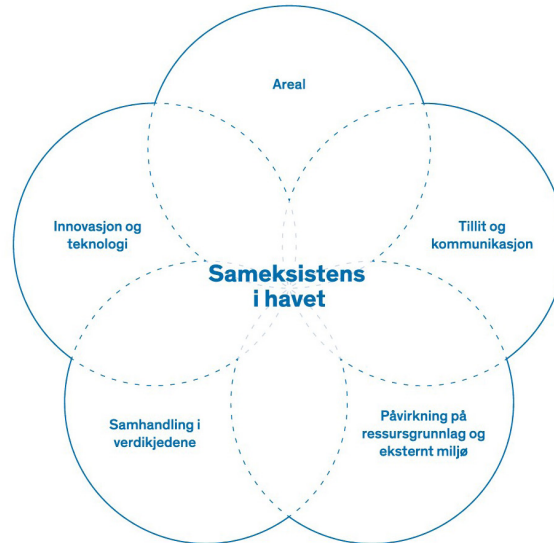 Areal
Innovasjon og
teknologi
Tillit og
kommunikasjon
Sameksistens
i havet
Samhandling i
verdikjedene
Påvirkning på
ressursgrunnlag og
eksternt miljø